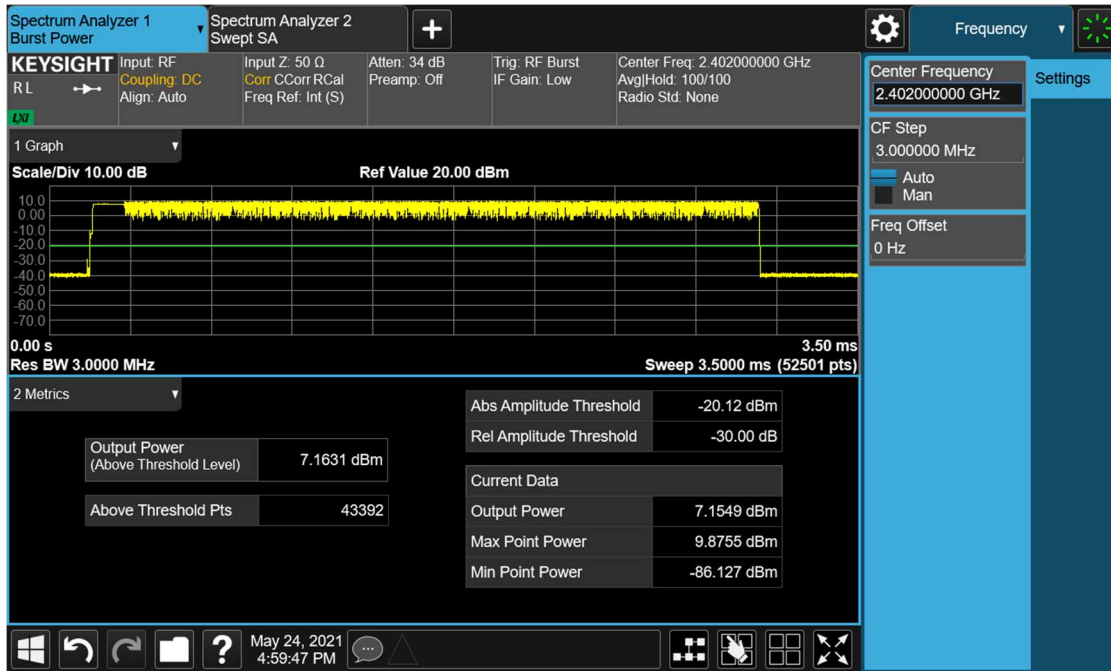 Spectrum Analyzer 1
Burst Power
Spectrum Analyzer 2
Swept SA
Frequency
KEYSIGHT
RL
LXI
Input: RF
Coupling: DC
Align: Auto
Input Z: 50 Ω
Corr CCorr RCal
Freq Ref: Int (S)
Atten: 34 dB
Preamp: Off
Trig: RF Burst
IF Gain: Low
Center Freq: 2.402000000 GHz
Avg|Hold: 100/100
Radio Std: None
Center Frequency
2.402000000 GHz
Settings
CF Step
3.000000 MHz
Auto
Man
Freq Offset
0 Hz
1 Graph
Scale/Div 10.00 dB
Ref Value 20.00 dBm
10.0
0.00
-10.0
-20.0
-30.0
-40.0
-50.0
-60.0
-70.0
0.00 s
3.50 ms
Res BW 3.0000 MHz
Sweep 3.5000 ms (52501 pts)
2 Metrics
Output Power
(Above Threshold Level)
7.1631 dBm
Above Threshold Pts
43392
Abs Amplitude Threshold
-20.12 dBm
Rel Amplitude Threshold
-30.00 dB
Current Data
Output Power
7.1549 dBm
Max Point Power
9.8755 dBm
Min Point Power
-86.127 dBm
?
May 24, 2021
4:59:47 PM